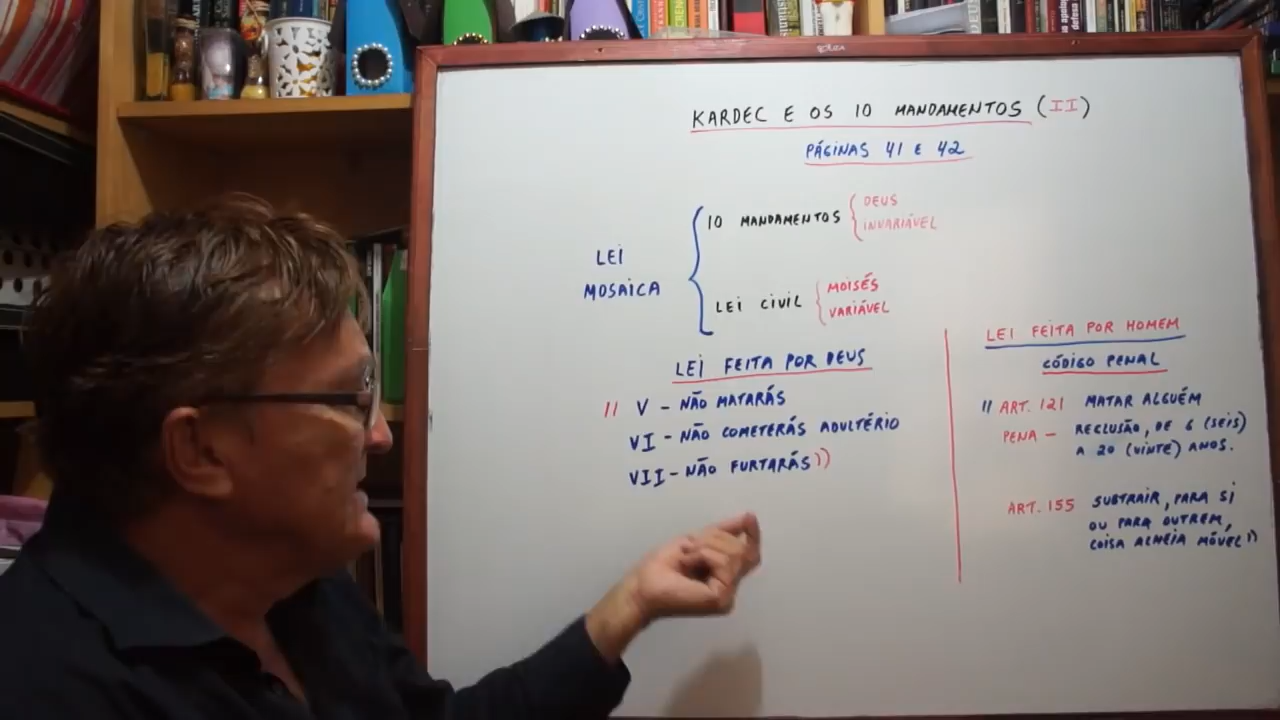 souza
KARDEC E OS 10 MANDAMENTOS (II)
PÁGINAS 41 E 42
LEI
MOSAICA
10 MANDAMENTOS
DEUS
INVARIÁVEL
LEI CIVIL
MOISÉS
VARIÁVEL
LEI FEITA POR DEUS
" V - NÃO MATARÁS
VI - NÃO COMETERÁS ADULTÉRIO
VII - NÃO FURTARÁS"
LEI FEITA POR HOMEM
CÓDIGO PENAL
" ART. 121 MATAR ALGUÉM
PENA - RECLUSÃO, DE 6 (SEIS)
A 20 (VINTE) ANOS.
ART. 155 SUBTRAIR, PARA SI
OU PARA OUTREM,
COISA ALHEIA MÓVEL"